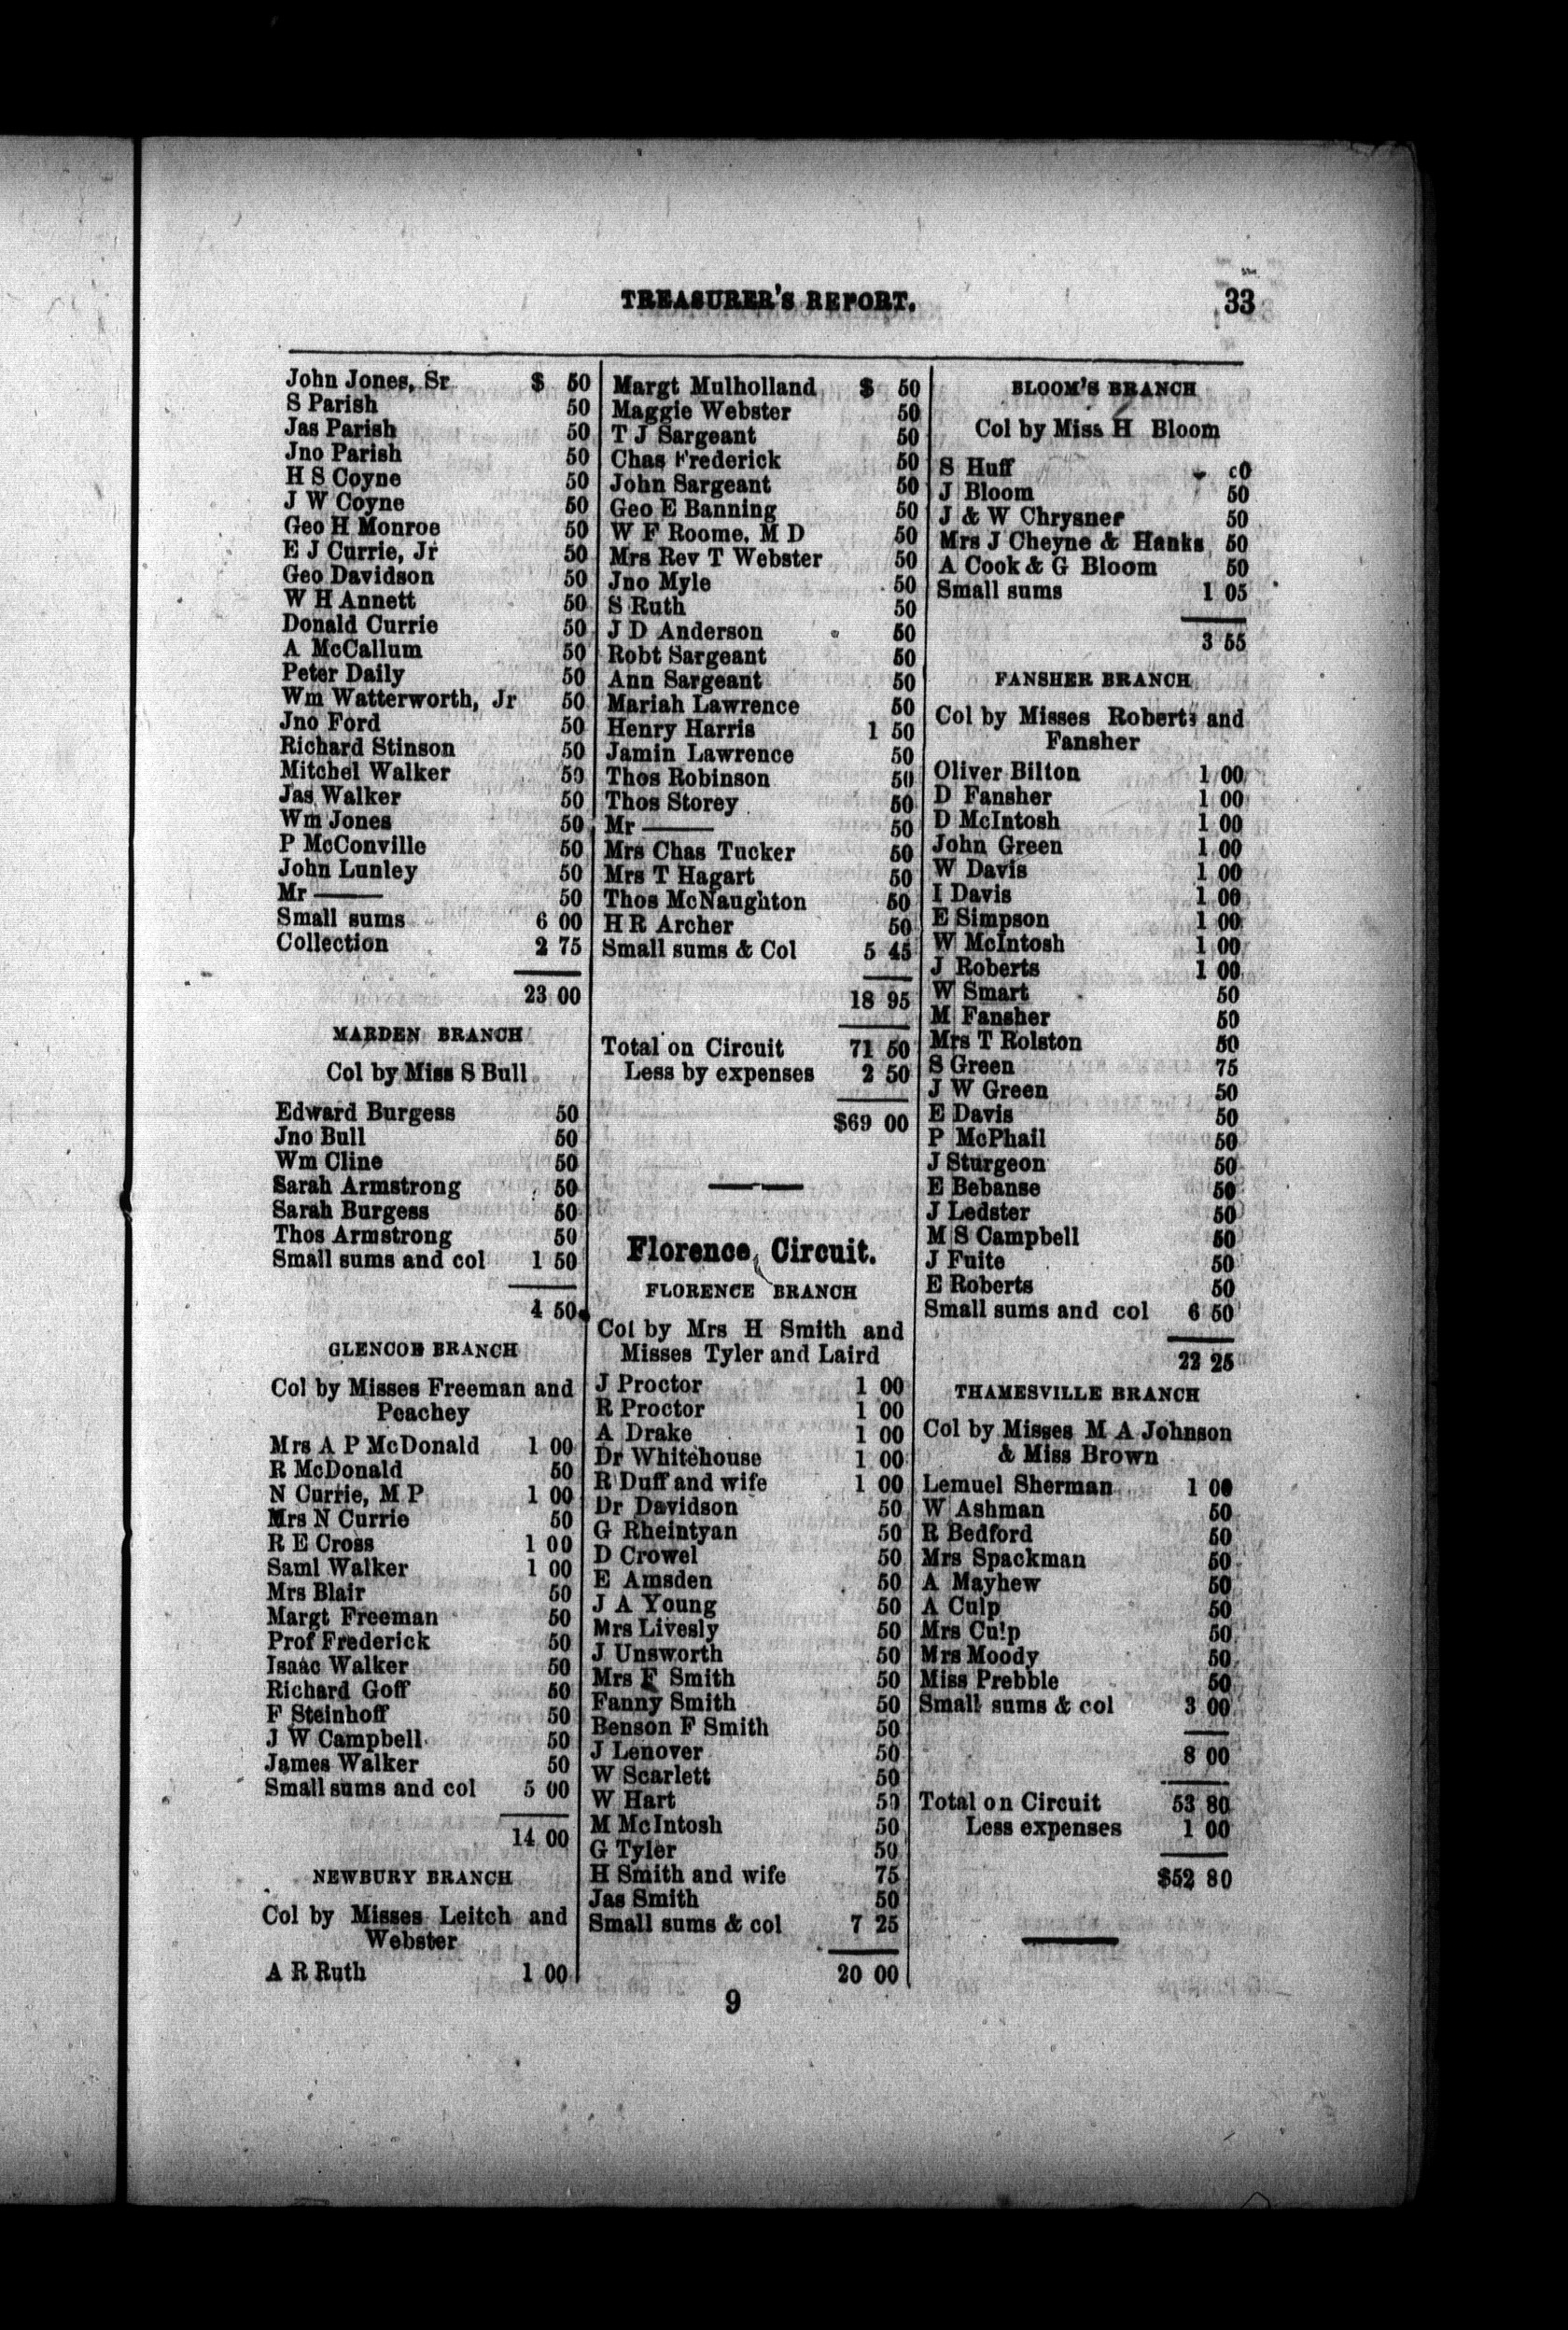 TREASURER'S REPORT. 33
John Jones, Sr $ 50
S Parish 50
Jas Parish 50
Jno Parish 50
H S Coyne 50
J W Coyne 50
Geo H Monroe 50
E J Currie, Jr 50
Geo Davidson 50
W H Annett 50
Donald Currie 50
A McCallum 50
Peter Daily 50
Wm Watterworth, Jr 50
Jno Ford 50
Richard Stinson 50
Mitchel Walker 50
Jas Walker 50
Wm Jones 50
P McConville 50
John Lunley 50
Mr —— 50
Small sums 6 00
Collection 2 75
23 00
MARDEN BRANCH
Col by Miss S Bull
Edward Burgess 50
Jno Bull 50
Wm Cline 50
Sarah Armstrong 50
Sarah Burgess 50
Thos Armstrong 50
Small sums and col 1 50
4 50
GLENCOE BRANCH
Col by Misses Freeman and
Peachey
Mrs A P McDonald 1 00
R McDonald 50
N Currie, M P 1 00
Mrs N Currie 50
R E Cross 1 00
Saml Walker 1 00
Mrs Blair 50
Margt Freeman 50
Prof Frederick 50
Isaac Walker 50
Richard Goff 50
F Steinhoff 50
J W Campbell 50
James Walker 50
Small sums and col 5 00
14 00
NEWBURY BRANCH
Col by Misses Leitch and
Webster
A R Ruth 1 00
Margt Mulholland $ 50
Maggie Webster 50
T J Sargeant 50
Chas Frederick 50
John Sargeant 50
Geo E Banning 50
W F Roome, M D 50
Mrs Rev T Webster 50
Jno Myle 50
S Ruth 50
J D Anderson 50
Robt Sargeant 50
Ann Sargeant 50
Mariah Lawrence 50
Henry Harris 1 50
Jamin Lawrence 50
Thos Robinson 50
Thos Storey 50
Mr —— 50
Mrs Chas Tucker 50
Mrs T Hagart 50
Thos McNaughton 50
H R Archer 50
Small sums & Col 5 45
18 95
Total on Circuit 71 50
Less by expenses 2 50
$69 00
Florence Circuit.
FLORENCE BRANCH
Col by Mrs H Smith and
Misses Tyler and Laird
J Proctor 1 00
R Proctor 1 00
A Drake 1 00
Dr Whitehouse 1 00
R Duff and wife 1 00
Dr Davidson 50
G Rheintyan 50
D Crowel 50
E Amsden 50
J A Young 50
Mrs Livesly 50
J Unsworth 50
Mrs F Smith 50
Fanny Smith 50
Benson F Smith 50
J Lenover 50
W Scarlett 50
W Hart 50
M McIntosh 50
G Tyler 50
H Smith and wife 75
Jas Smith 50
Small sums & col 7 25
20 00
9
BLOOM'S BRANCH
Col by Miss H Bloom
S Huff
J Bloom 50
J & W Chrysner 50
Mrs J Cheyne & Hanks 50
A Cook & G Bloom 50
Small sums 1 05
3 55
FANSHER BRANCH
Col by Misses Roberts and
Fansher
Oliver Bilton 1 00
D Fansher 1 00
D McIntosh 1 00
John Green 1 00
W Davis 1 00
I Davis 1 00
E Simpson 1 00
W McIntosh 1 00
J Roberts 1 00
W Smart 50
M Fansher 50
Mrs T Rolston 50
S Green 75
J W Green 50
E Davis 50
P McPhail 50
J Sturgeon 50
E Bebanse 50
J Ledster 50
M S Campbell 50
J Fuite 50
E Roberts 50
Small sums and col 6 50
22 25
THAMESVILLE BRANCH
Col by Misses M A Johnson
& Miss Brown
Lemuel Sherman 1 00
W Ashman 50
R Bedford 50
Mrs Spackman 50
A Mayhew 50
A Culp 50
Mrs Culp 50
Mrs Moody 50
Miss Prebble 50
Small sums & col 3 00
8 00
Total on Circuit 53 80
Less expenses 1 00
$52 80